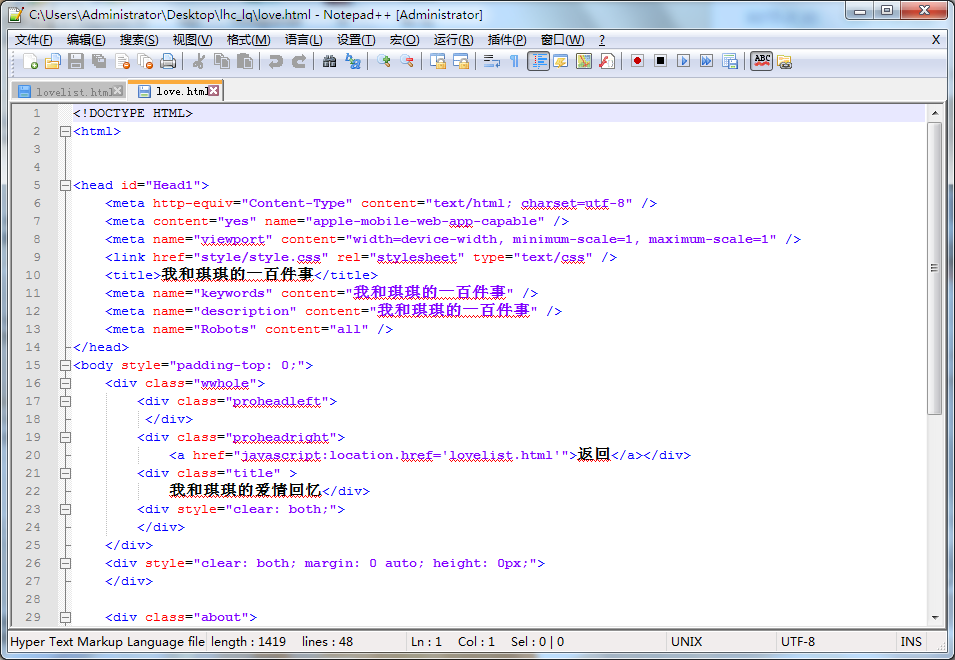 C:\Users\Administrator\Desktop\lhc_lq\love.html - Notepad++ [Administrator]
文件(F) 编辑(E) 搜索(S) 视图(V) 格式(M) 语言(L) 设置(T) 宏(O) 运行(R) 插件(P) 窗口(W) ? X
ABC
lovelist.html love.html
1 <!DOCTYPE HTML>
2 <html>
3
4
5 <head id="Head1">
6 <meta http-equiv="Content-Type" content="text/html; charset=utf-8" />
7 <meta content="yes" name="apple-mobile-web-app-capable" />
8 <meta name="viewport" content="width=device-width, minimum-scale=1, maximum-scale=1" />
9 <link href="style/style.css" rel="stylesheet" type="text/css" />
10 <title>我和琪琪的一百件事</title>
11 <meta name="keywords" content="我和琪琪的一百件事" />
12 <meta name="description" content="我和琪琪的一百件事" />
13 <meta name="Robots" content="all" />
14 </head>
15 <body style="padding-top: 0;">
16 <div class="wwhole">
17 <div class="proheadleft">
18 </div>
19 <div class="proheadright">
20 <a href="javascript:location.href='lovelist.html'">返回</a></div>
21 <div class="title" >
22 我和琪琪的爱情回忆</div>
23 <div style="clear: both;">
24 </div>
25 </div>
26 <div style="clear: both; margin: 0 auto; height: 0px;">
27 </div>
28
29 <div class="about">
Hyper Text Markup Language file length : 1419 lines : 48 Ln : 1 Col : 1 Sel : 0 | 0 UNIX UTF-8 INS